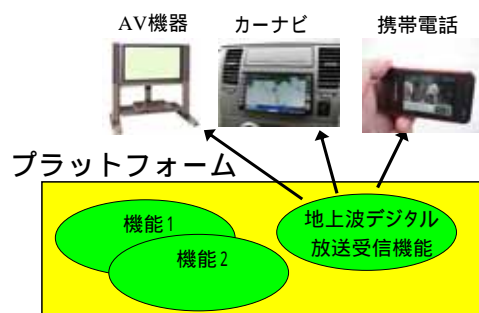 AV機器
カーナビ
携帯電話
プラットフォーム
機能1
機能2
地上波デジタル
放送受信機能